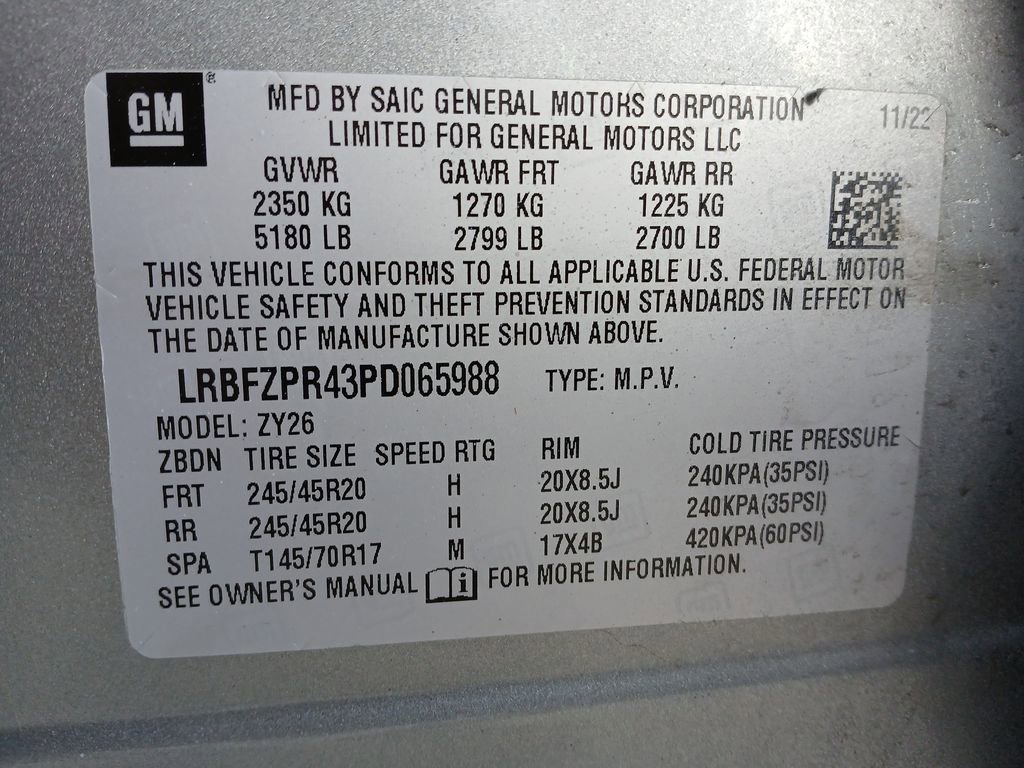 GM ®
MFD BY SAIC GENERAL MOTORS CORPORATION 11/22
LIMITED FOR GENERAL MOTORS LLC
GVWR GAWR FRT GAWR RR
2350 KG 1270 KG 1225 KG
5180 LB 2799 LB 2700 LB
THIS VEHICLE CONFORMS TO ALL APPLICABLE U.S. FEDERAL MOTOR
VEHICLE SAFETY AND THEFT PREVENTION STANDARDS IN EFFECT ON
THE DATE OF MANUFACTURE SHOWN ABOVE.
LRBFZPR43PD065988 TYPE: M.P.V.
MODEL: ZY26
ZBDN TIRE SIZE SPEED RTG RIM COLD TIRE PRESSURE
FRT 245/45R20 H 20X8.5J 240KPA(35PSI)
RR 245/45R20 H 20X8.5J 240KPA(35PSI)
SPA T145/70R17 M 17X4B 420KPA(60PSI)
SEE OWNER'S MANUAL i FOR MORE INFORMATION.